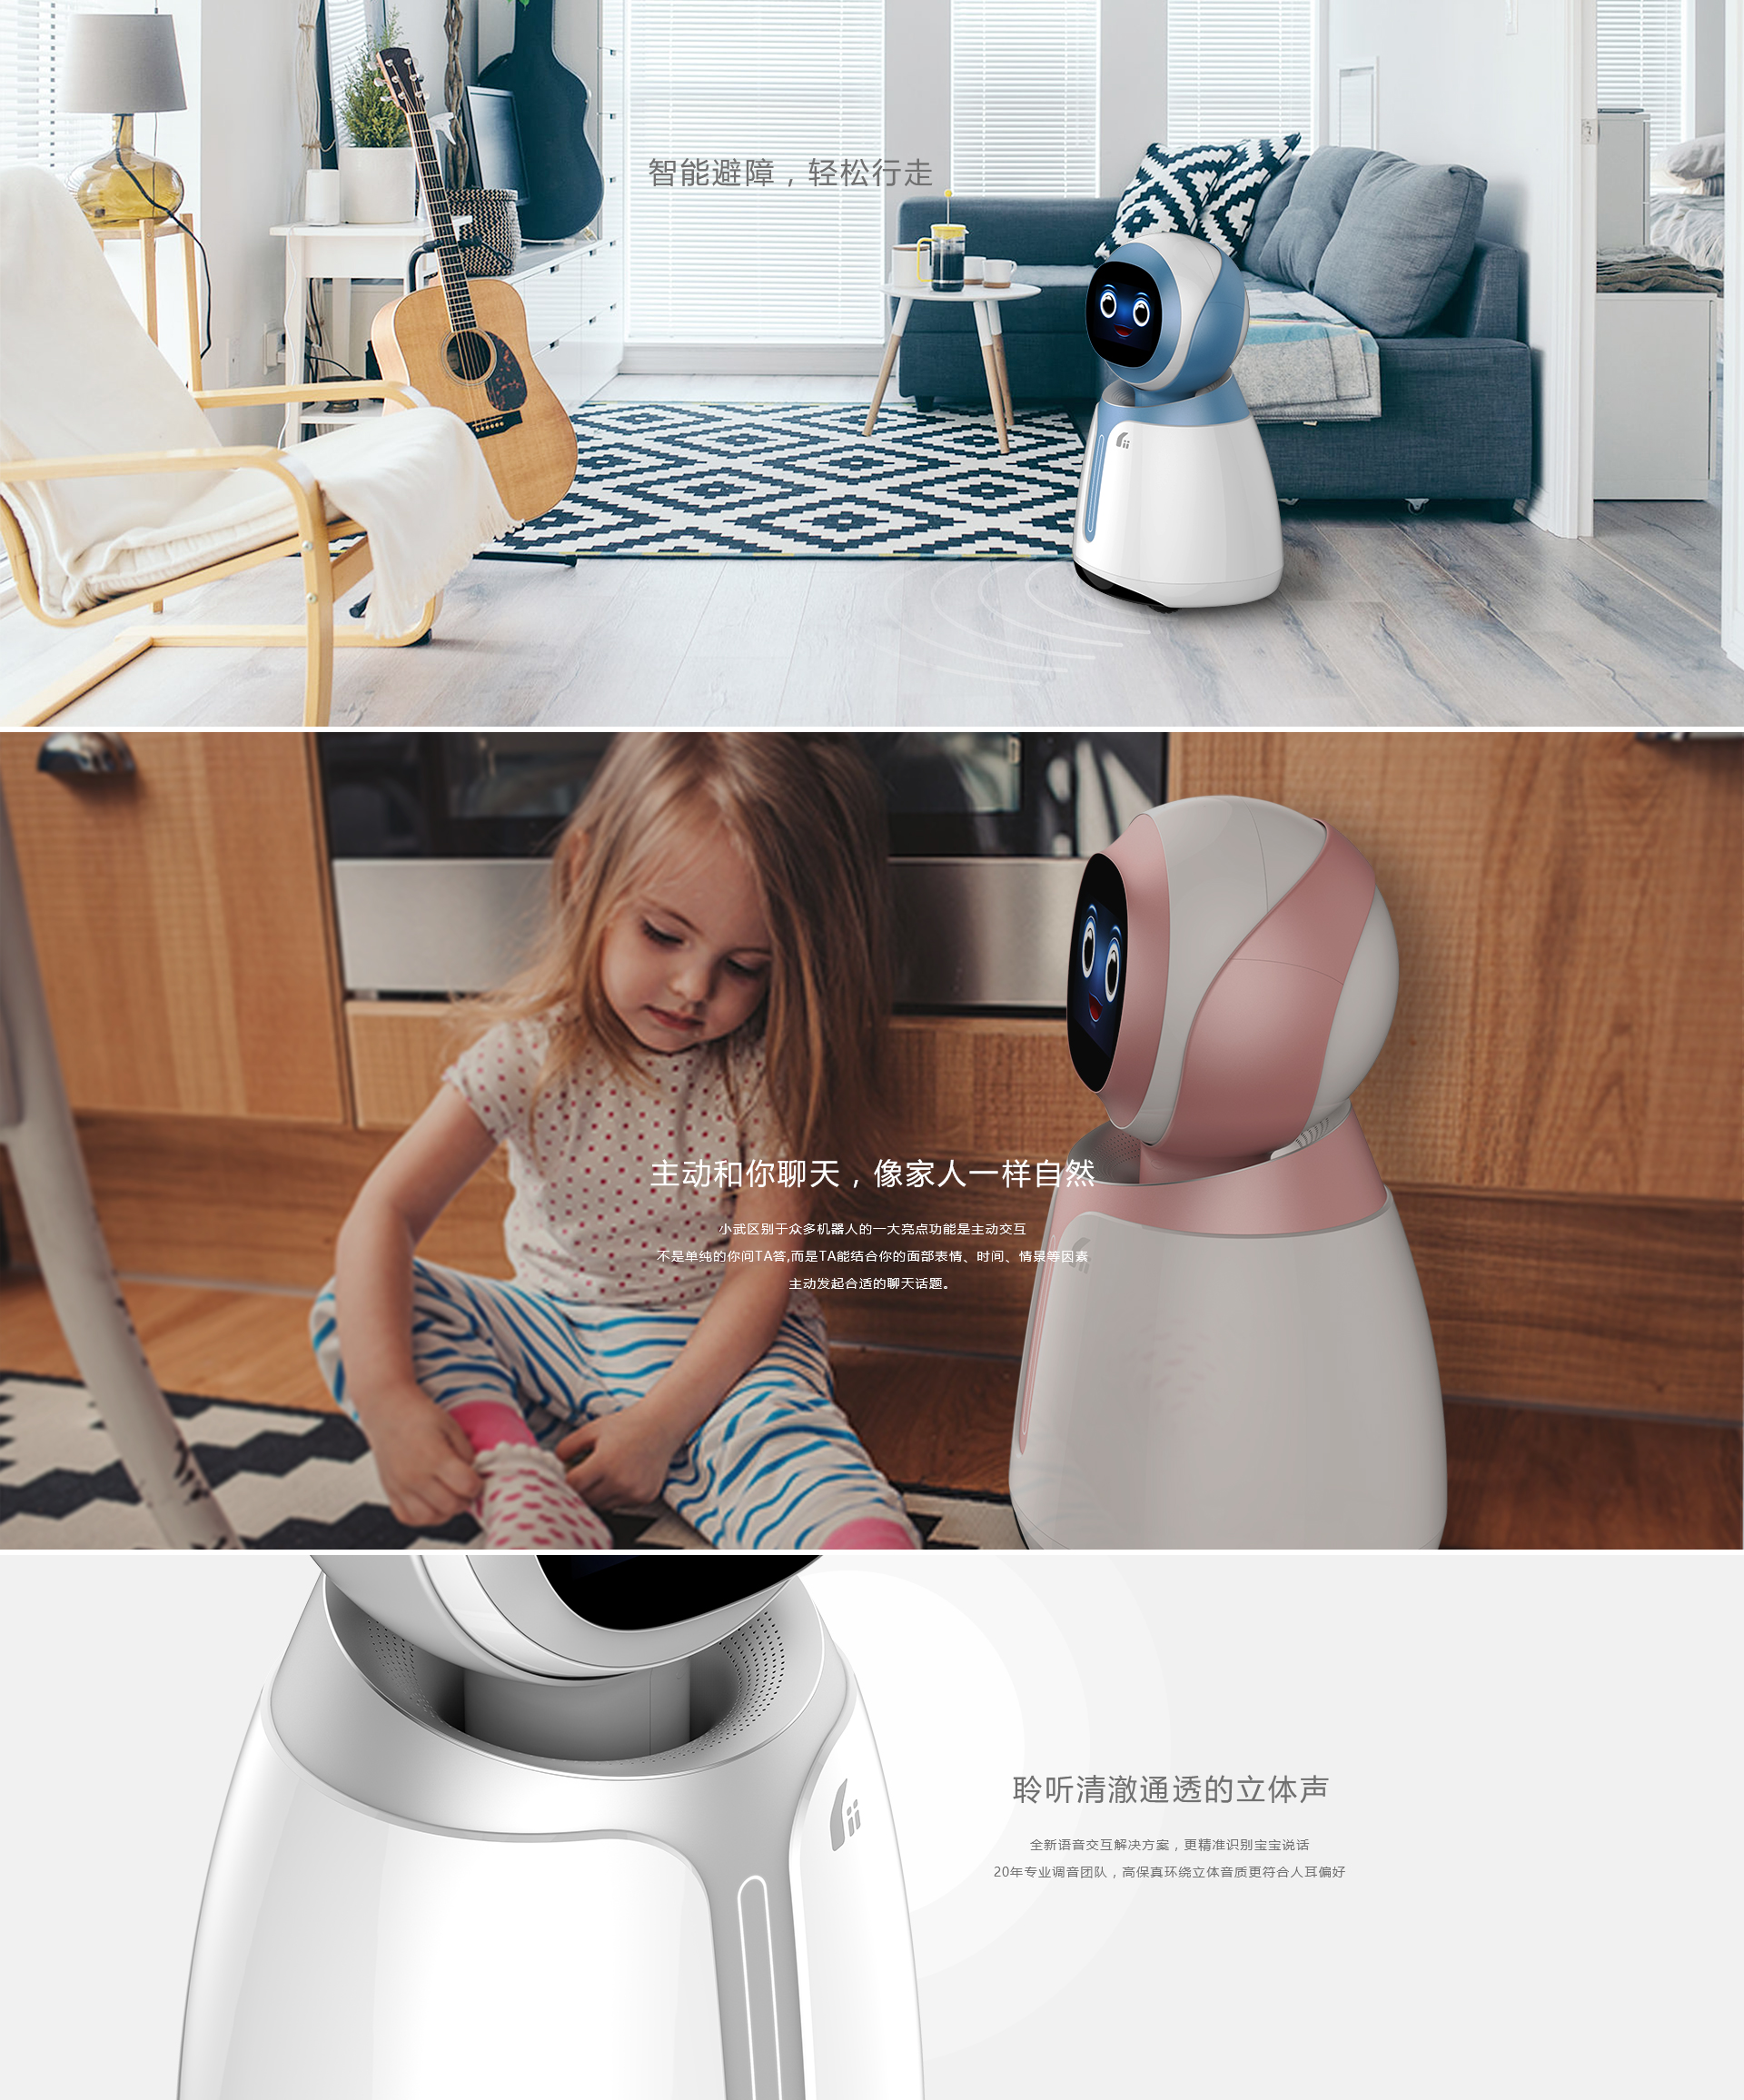 智能避障，轻松行走
主动和你聊天，像家人一样自然
小武区别于众多机器人的一大亮点功能是主动交互
不是单纯的你问TA答,而是TA能结合你的面部表情、时间、情景等因素
主动发起合适的聊天话题。
聆听清澈通透的立体声
全新语音交互解决方案，更精准识别宝宝说话
20年专业调音团队，高保真环绕立体音质更符合人耳偏好